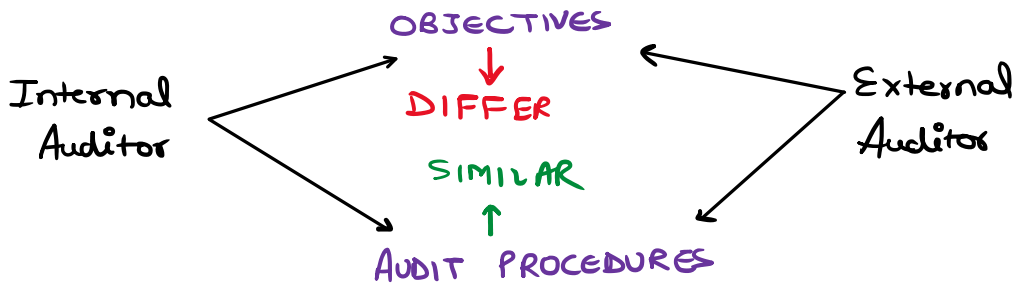 OBJECTIVES
DIFFER
Internal
Auditor
External
Auditor
SIMILAR
AUDIT PROCEDURES